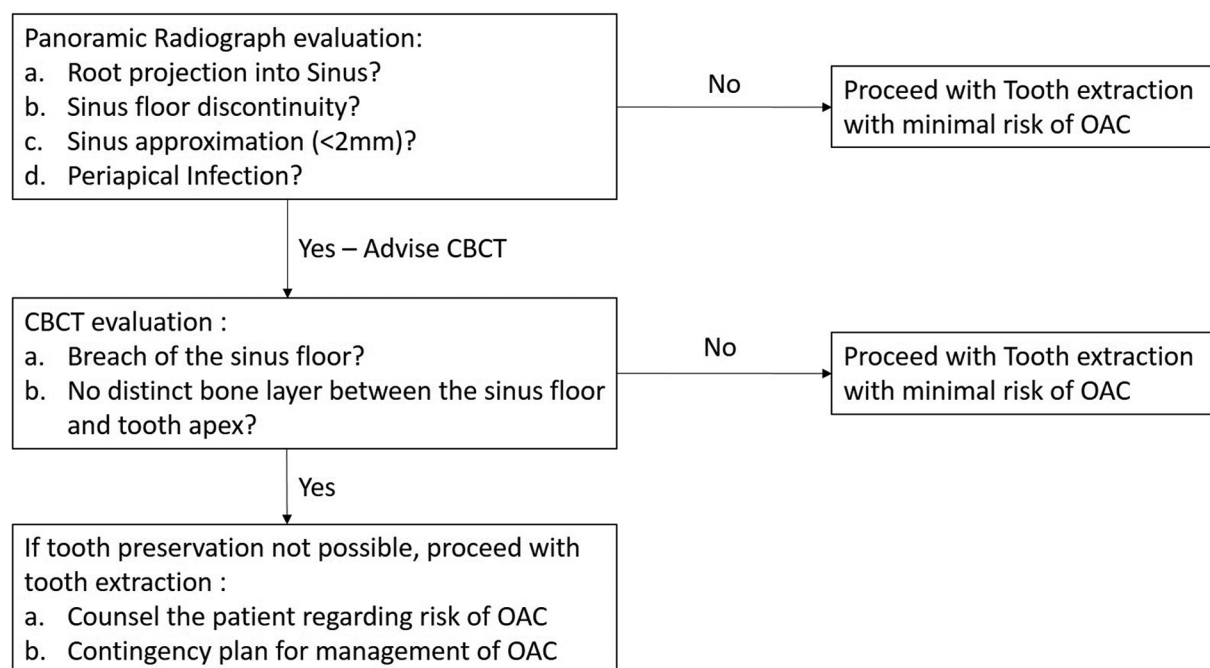 Panoramic Radiograph evaluation:
a. Root projection into Sinus?
b. Sinus floor discontinuity?
c. Sinus approximation (<2mm)?
d. Periapical Infection?
No
Proceed with Tooth extraction
with minimal risk of OAC
Yes – Advise CBCT
CBCT evaluation :
a. Breach of the sinus floor?
b. No distinct bone layer between the sinus floor
and tooth apex?
No
Proceed with Tooth extraction
with minimal risk of OAC
Yes
If tooth preservation not possible, proceed with
tooth extraction :
a. Counsel the patient regarding risk of OAC
b. Contingency plan for management of OAC